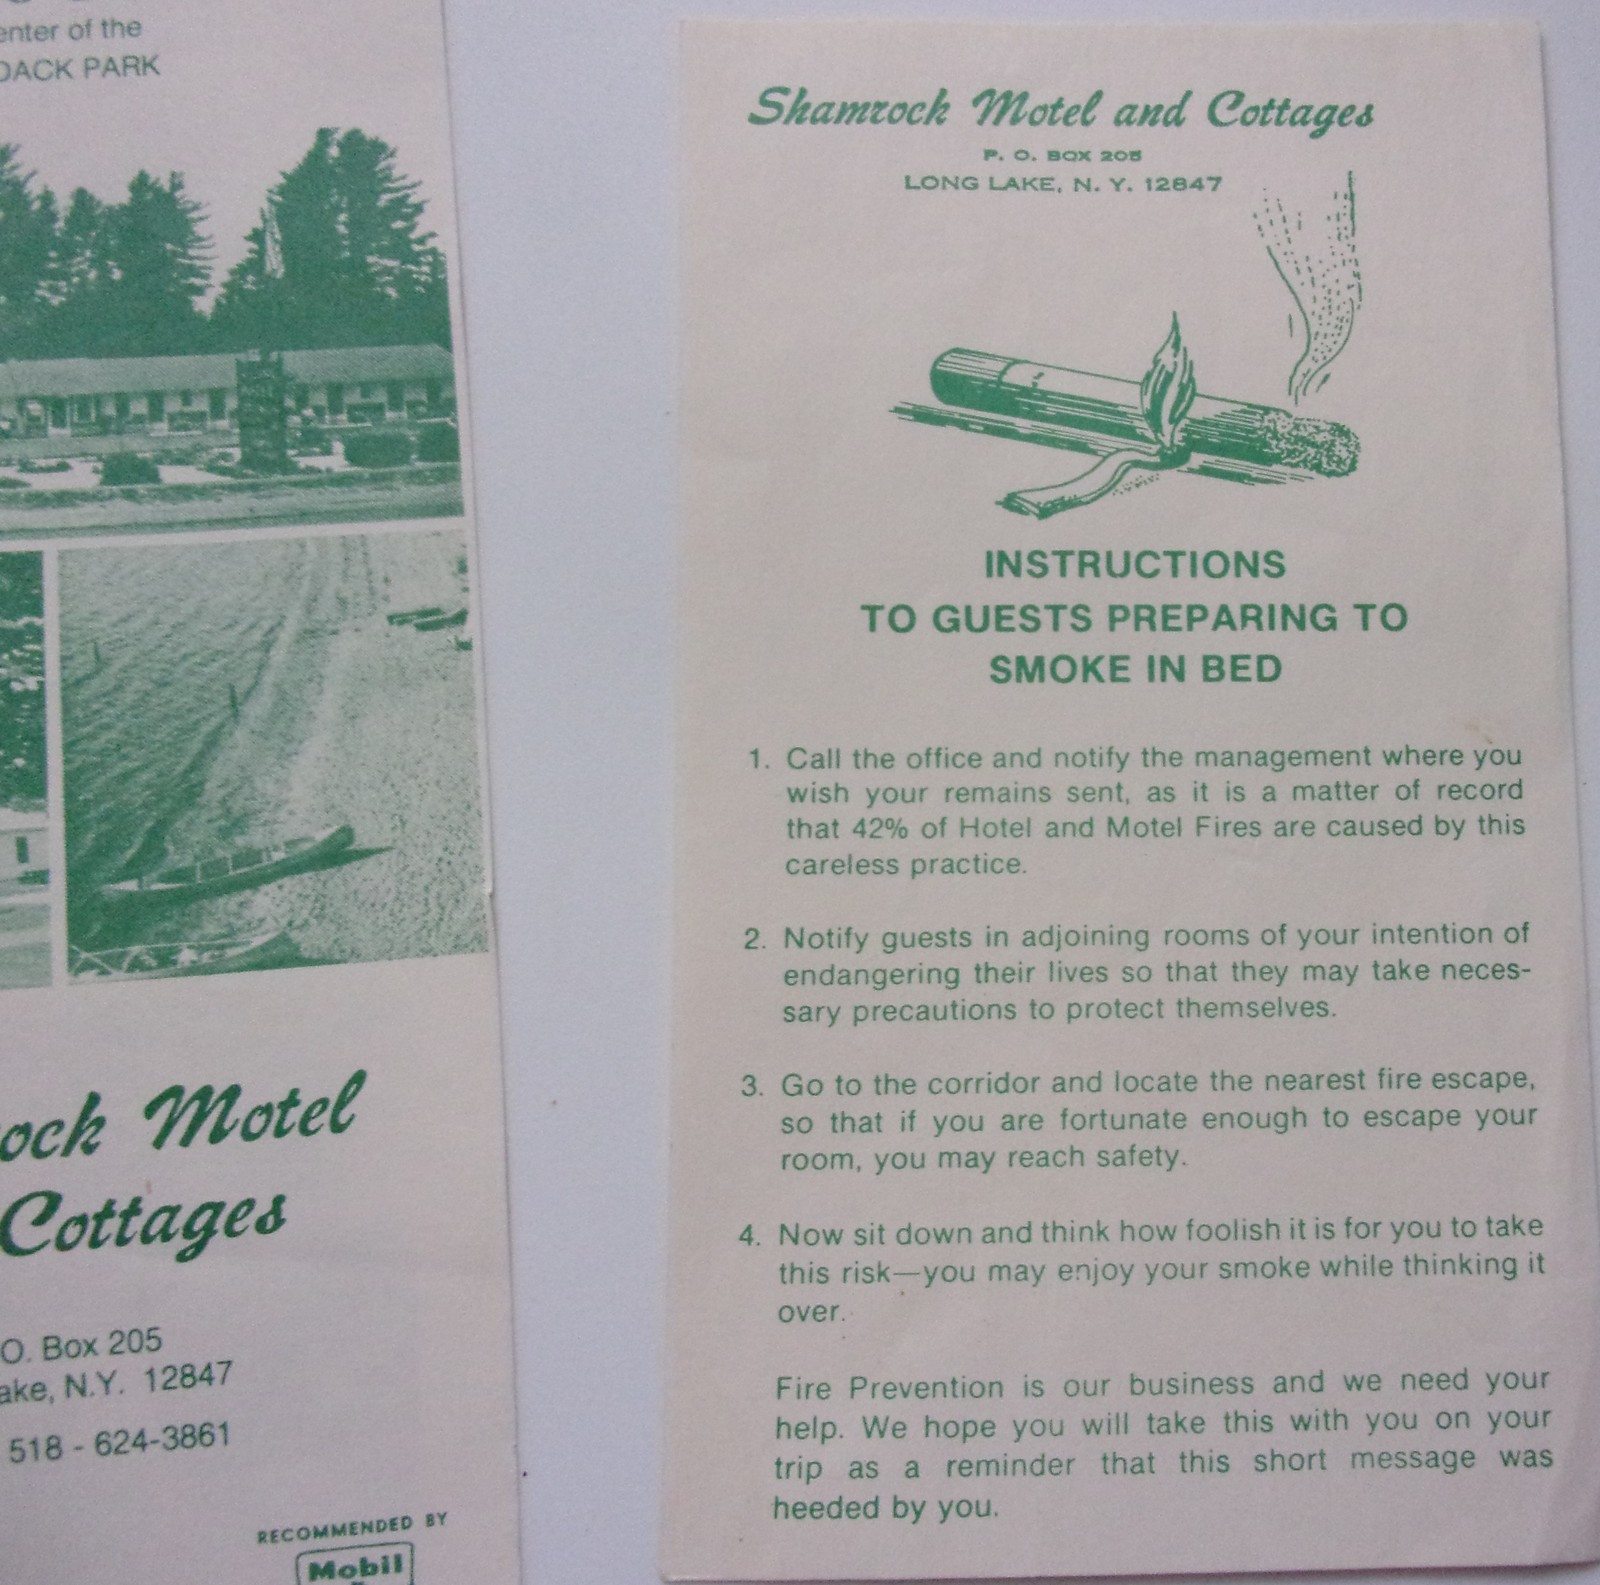 of the
PARK
ock Motel
Cottages
O. Box 205
N.Y. 12847
518 - 624-3861
RECOMMENDED BY
Mobil
Shamrock Motel and Cottages
P. O. BOX 205
LONG LAKE, N. Y. 12847
INSTRUCTIONS
TO GUESTS PREPARING TO
SMOKE IN BED
1. Call the office and notify the management where you
wish your remains sent, as it is a matter of record
that 42% of Hotel and Motel Fires are caused by this
careless practice.
2. Notify guests in adjoining rooms of your intention of
endangering their lives so that they may take neces-
sary precautions to protect themselves.
3. Go to the corridor and locate the nearest fire escape,
so that if you are fortunate enough to escape your
room, you may reach safety.
4. Now sit down and think how foolish it is for you to take
this risk—you may enjoy your smoke while thinking it
over.
Fire Prevention is our business and we need your
help. We hope you will take this with you on your
trip as a reminder that this short message was
heeded by you.